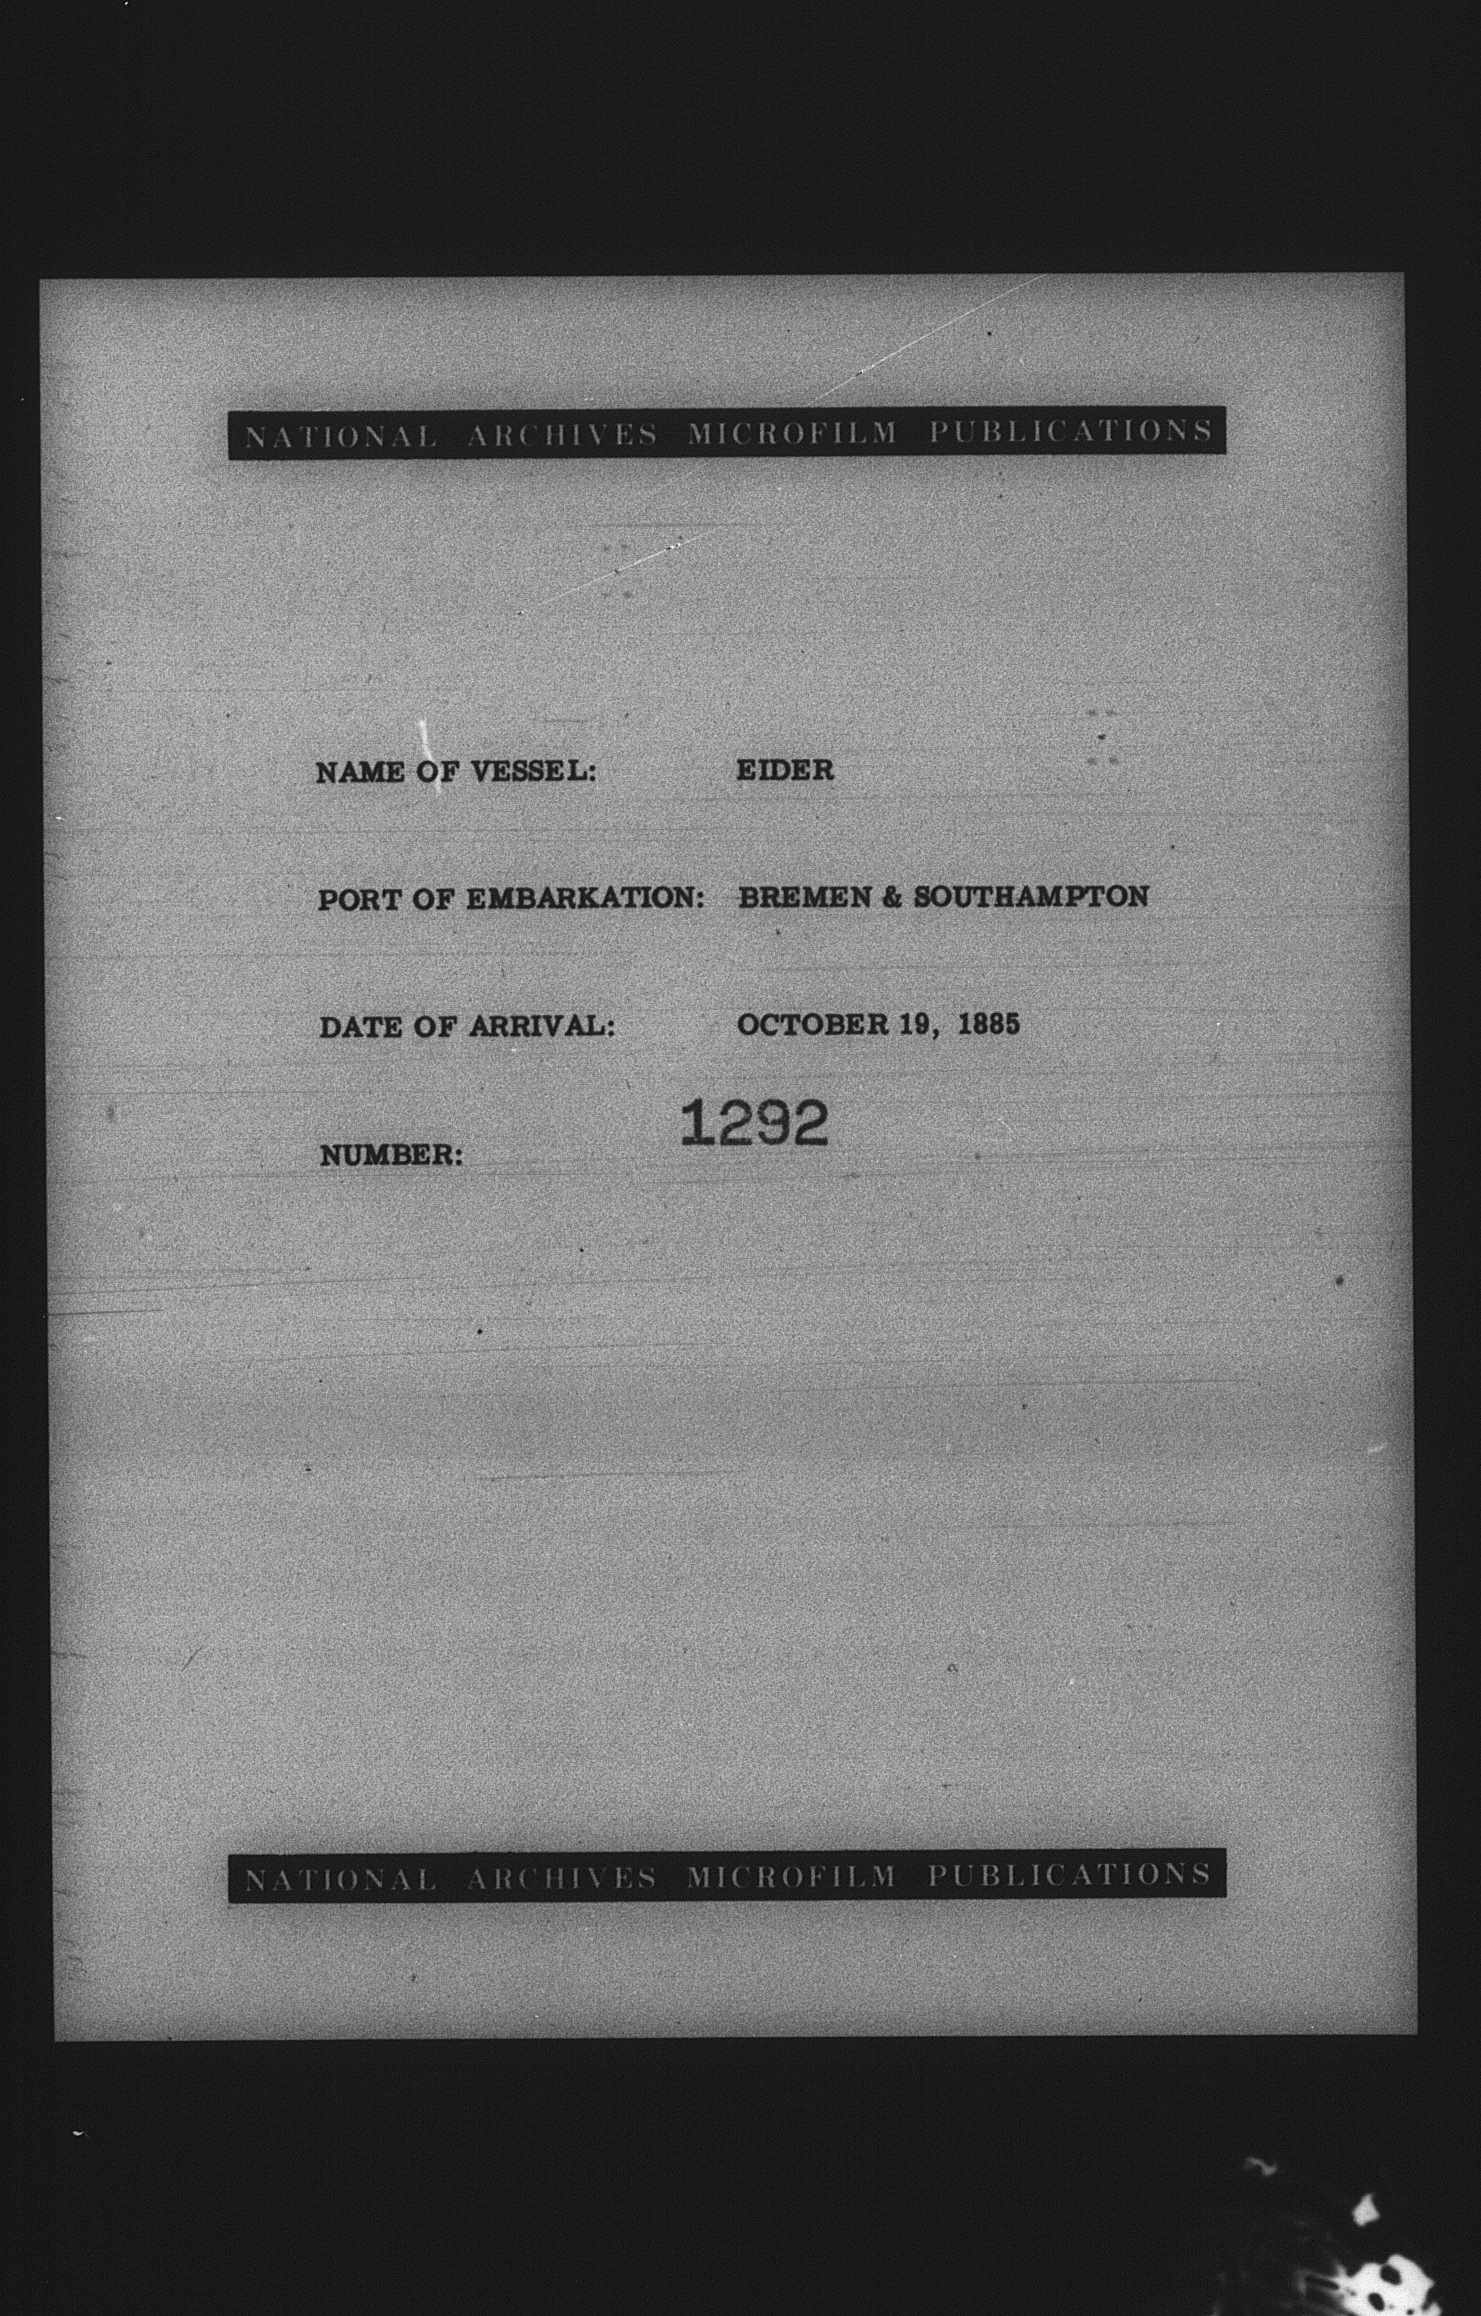 NATIONAL ARCHIVES MICROFILM PUBLICATIONS
NAME OF VESSEL: EIDER
PORT OF EMBARKATION: BREMEN & SOUTHAMPTON
DATE OF ARRIVAL: OCTOBER 19, 1885
NUMBER: 1292
NATIONAL ARCHIVES MICROFILM PUBLICATIONS